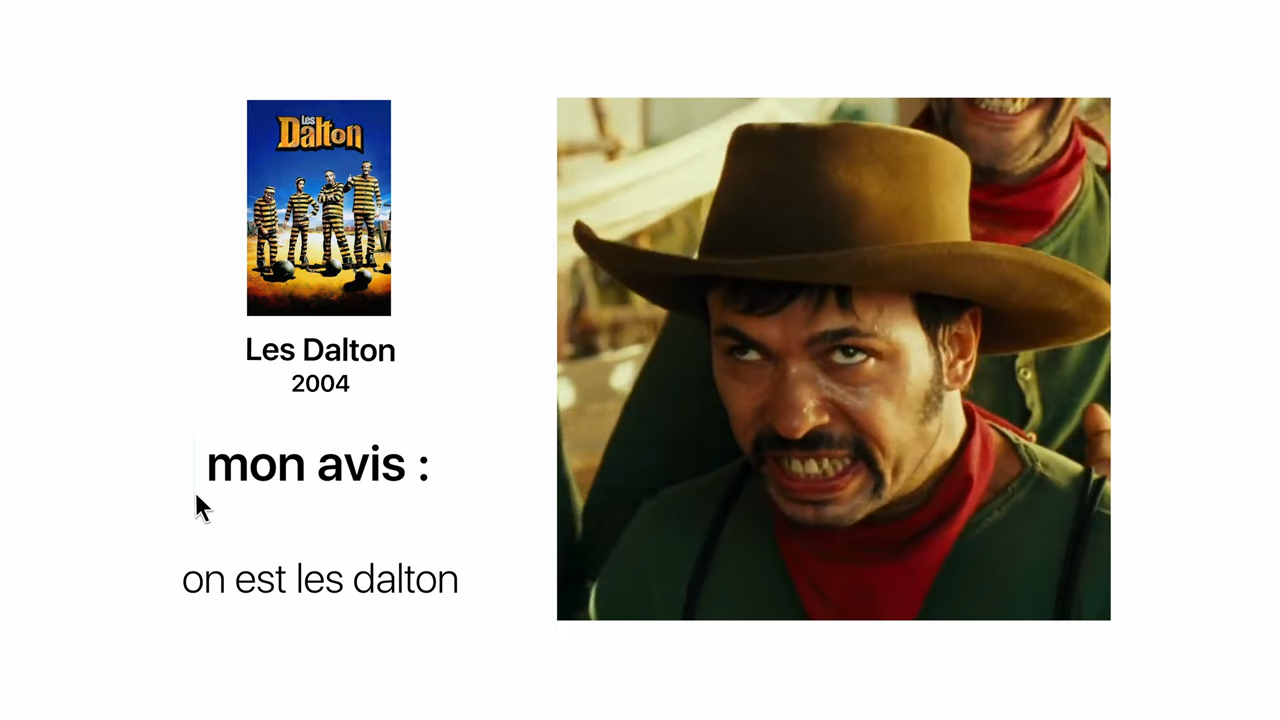 Les
Dalton
Les Dalton
2004
mon avis :
on est les dalton